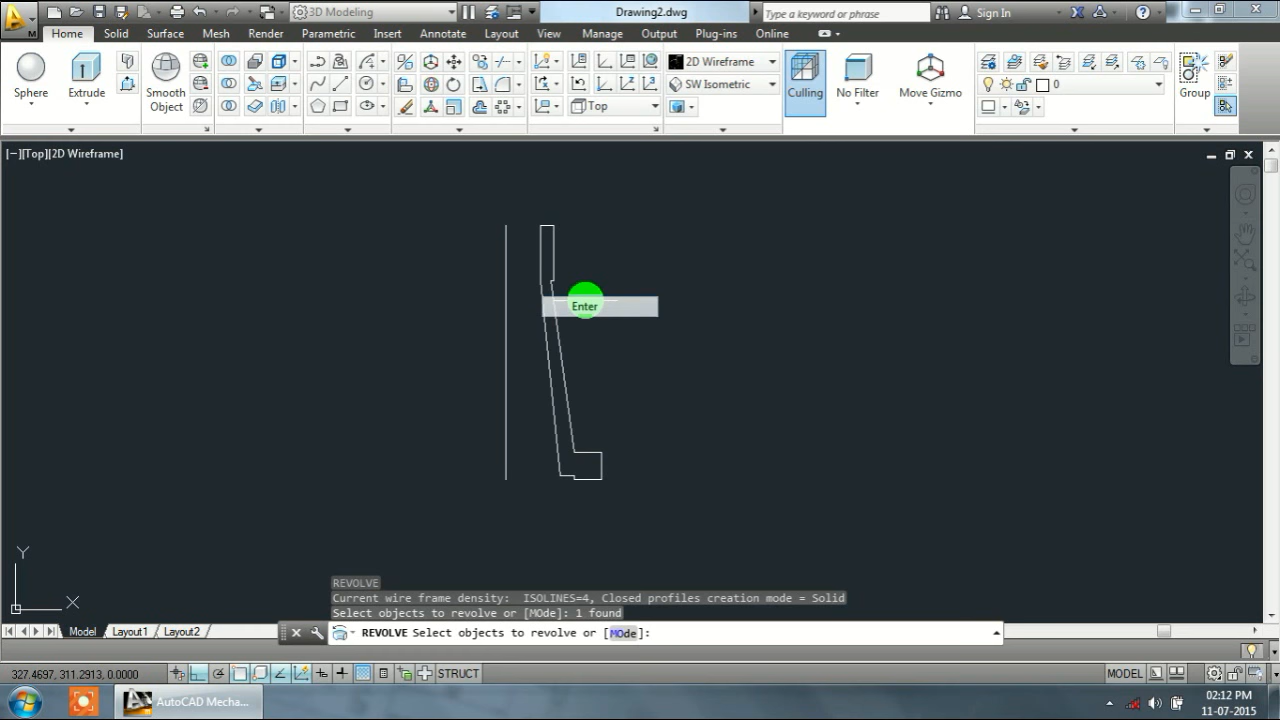 3D Modeling
Drawing2.dwg
Type a keyword or phrase
Sign In
Home
Solid
Surface
Mesh
Render
Parametric
Insert
Annotate
Layout
View
Manage
Output
Plug-ins
Online
Sphere
Extrude
Smooth
Object
Top
2D Wireframe
SW Isometric
Culling
No Filter
Move Gizmo
0
Group
[−][Top][2D Wireframe]
Enter
Y
X
REVOLVE
Current wire frame density: ISOLINES=4, Closed profiles creation mode = Solid
Select objects to revolve or [MOde]: 1 found
REVOLVE Select objects to revolve or [MOde]:
Model
Layout1
Layout2
327.4697, 311.2913, 0.0000
STRUCT
MODEL
AutoCAD Mecha...
02:12 PM
11-07-2015